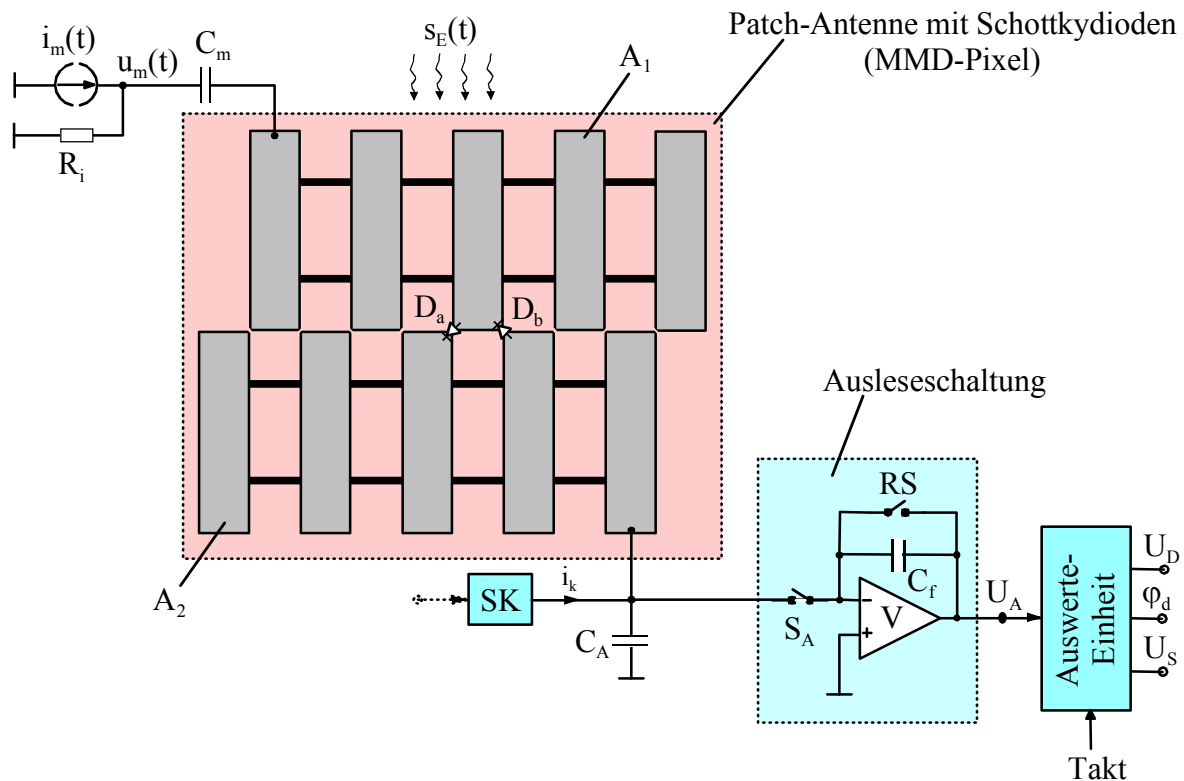 Patch-Antenne mit Schottkydioden
(MMD-Pixel)
i_m(t)
C_m
u_m(t)
s_E(t)
A_1
R_i
D_a
D_b
Ausleseschaltung
RS
A_2
SK
i_k
C_A
S_A
C_f
V
U_A
Auswerte-
Einheit
U_D
φ_d
U_S
Takt